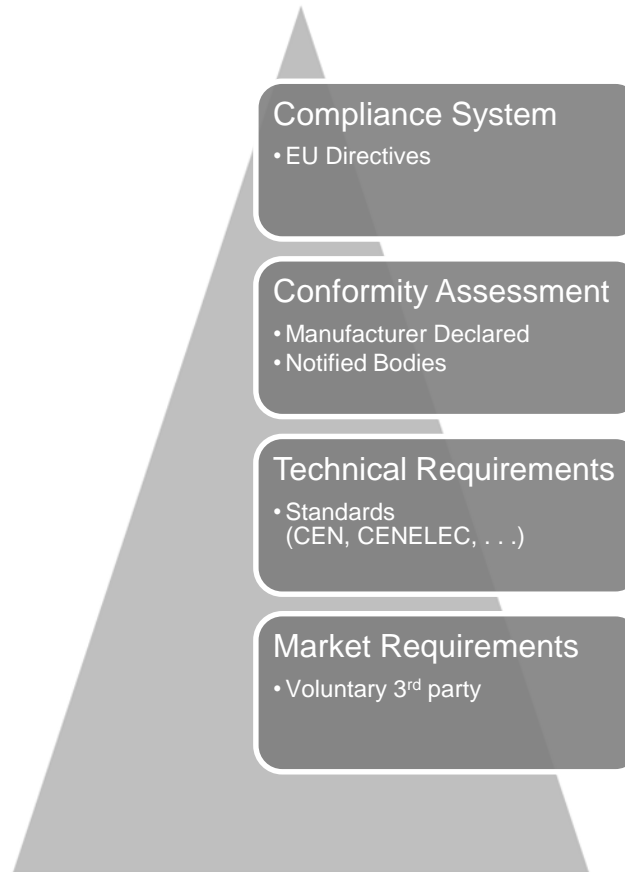 Compliance System
• EU Directives
Conformity Assessment
• Manufacturer Declared
• Notified Bodies
Technical Requirements
• Standards
(CEN, CENELEC, . . .)
Market Requirements
• Voluntary 3rd party